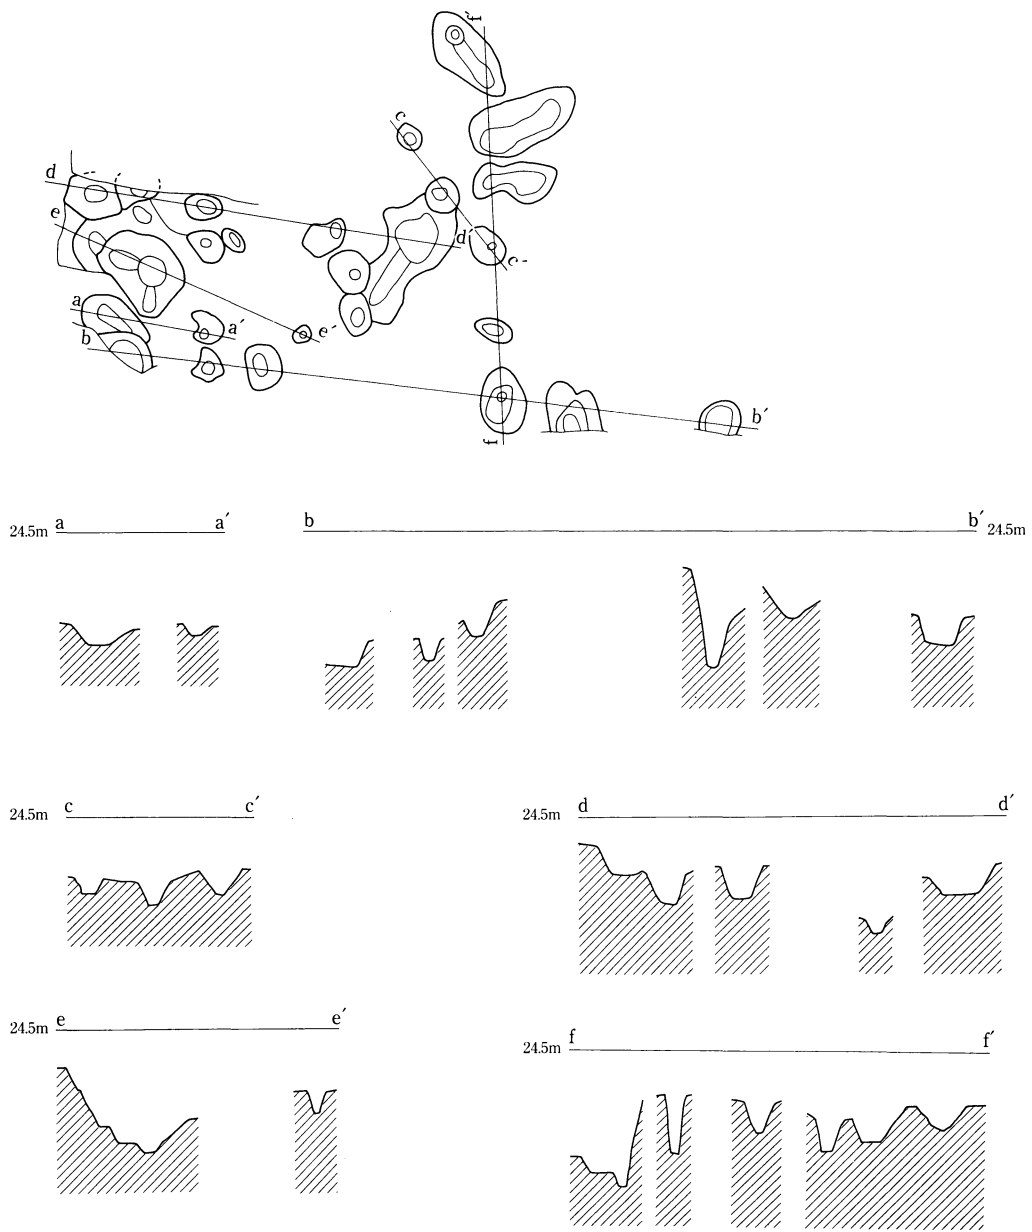 f′
c
d
e
d′
c′
a
a′
e′
b
b′
f
24.5m a a′
b b′ 24.5m
24.5m c c′
24.5m d d′
24.5m e e′
24.5m f f′